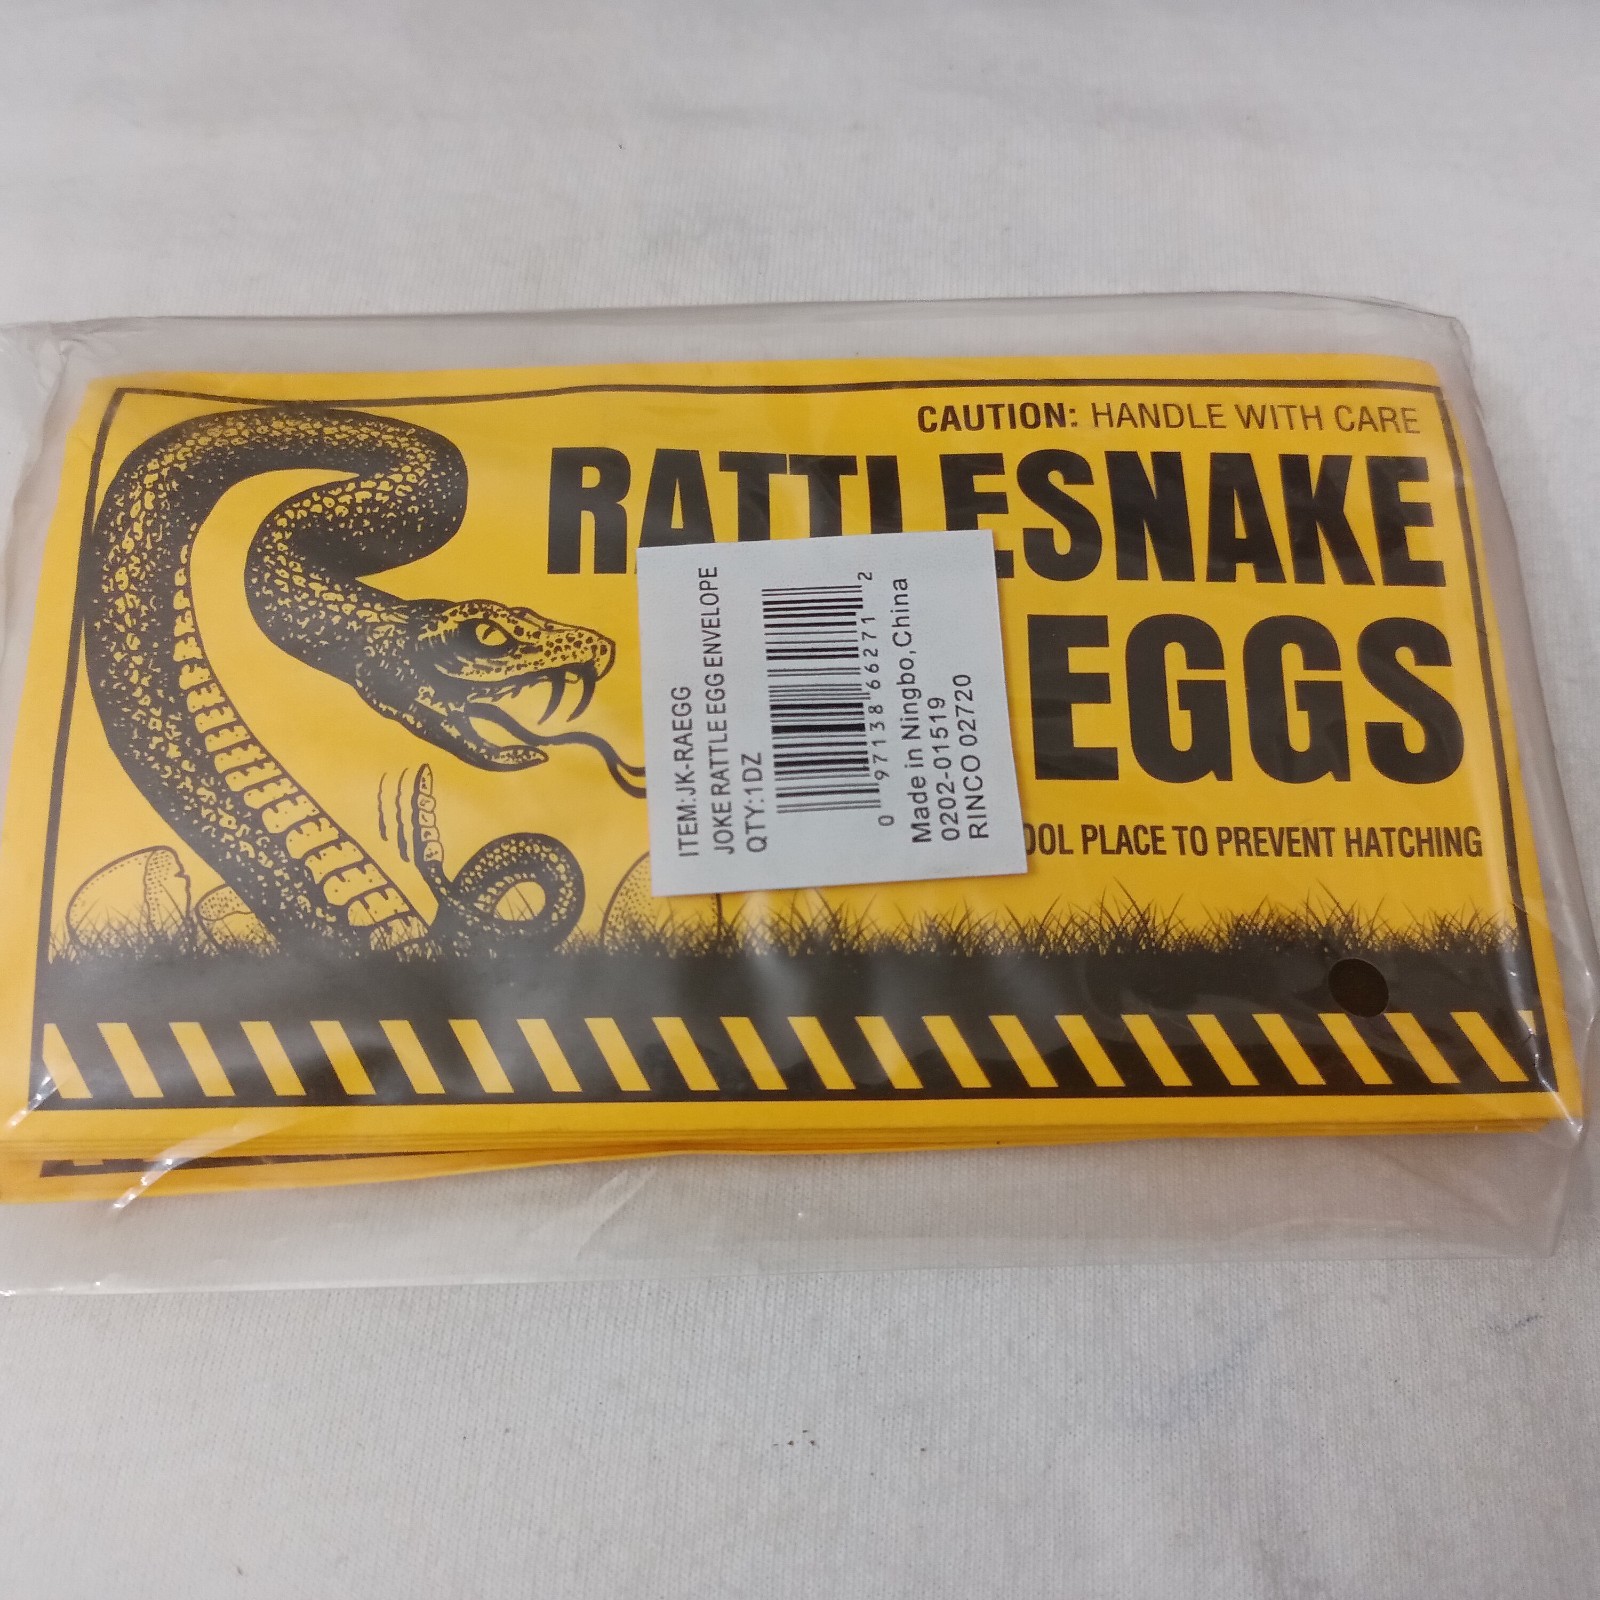 CAUTION: HANDLE WITH CARE
RATTLESNAKE
EGGS
PLACE TO PREVENT HATCHING
ITEM:JK-RAEGG
JOKE RATTLE EGG ENVELOPE
QTY:1DZ
0 97138 66271 2
Made in Ningbo,China
0202-01519
RINCO 02720